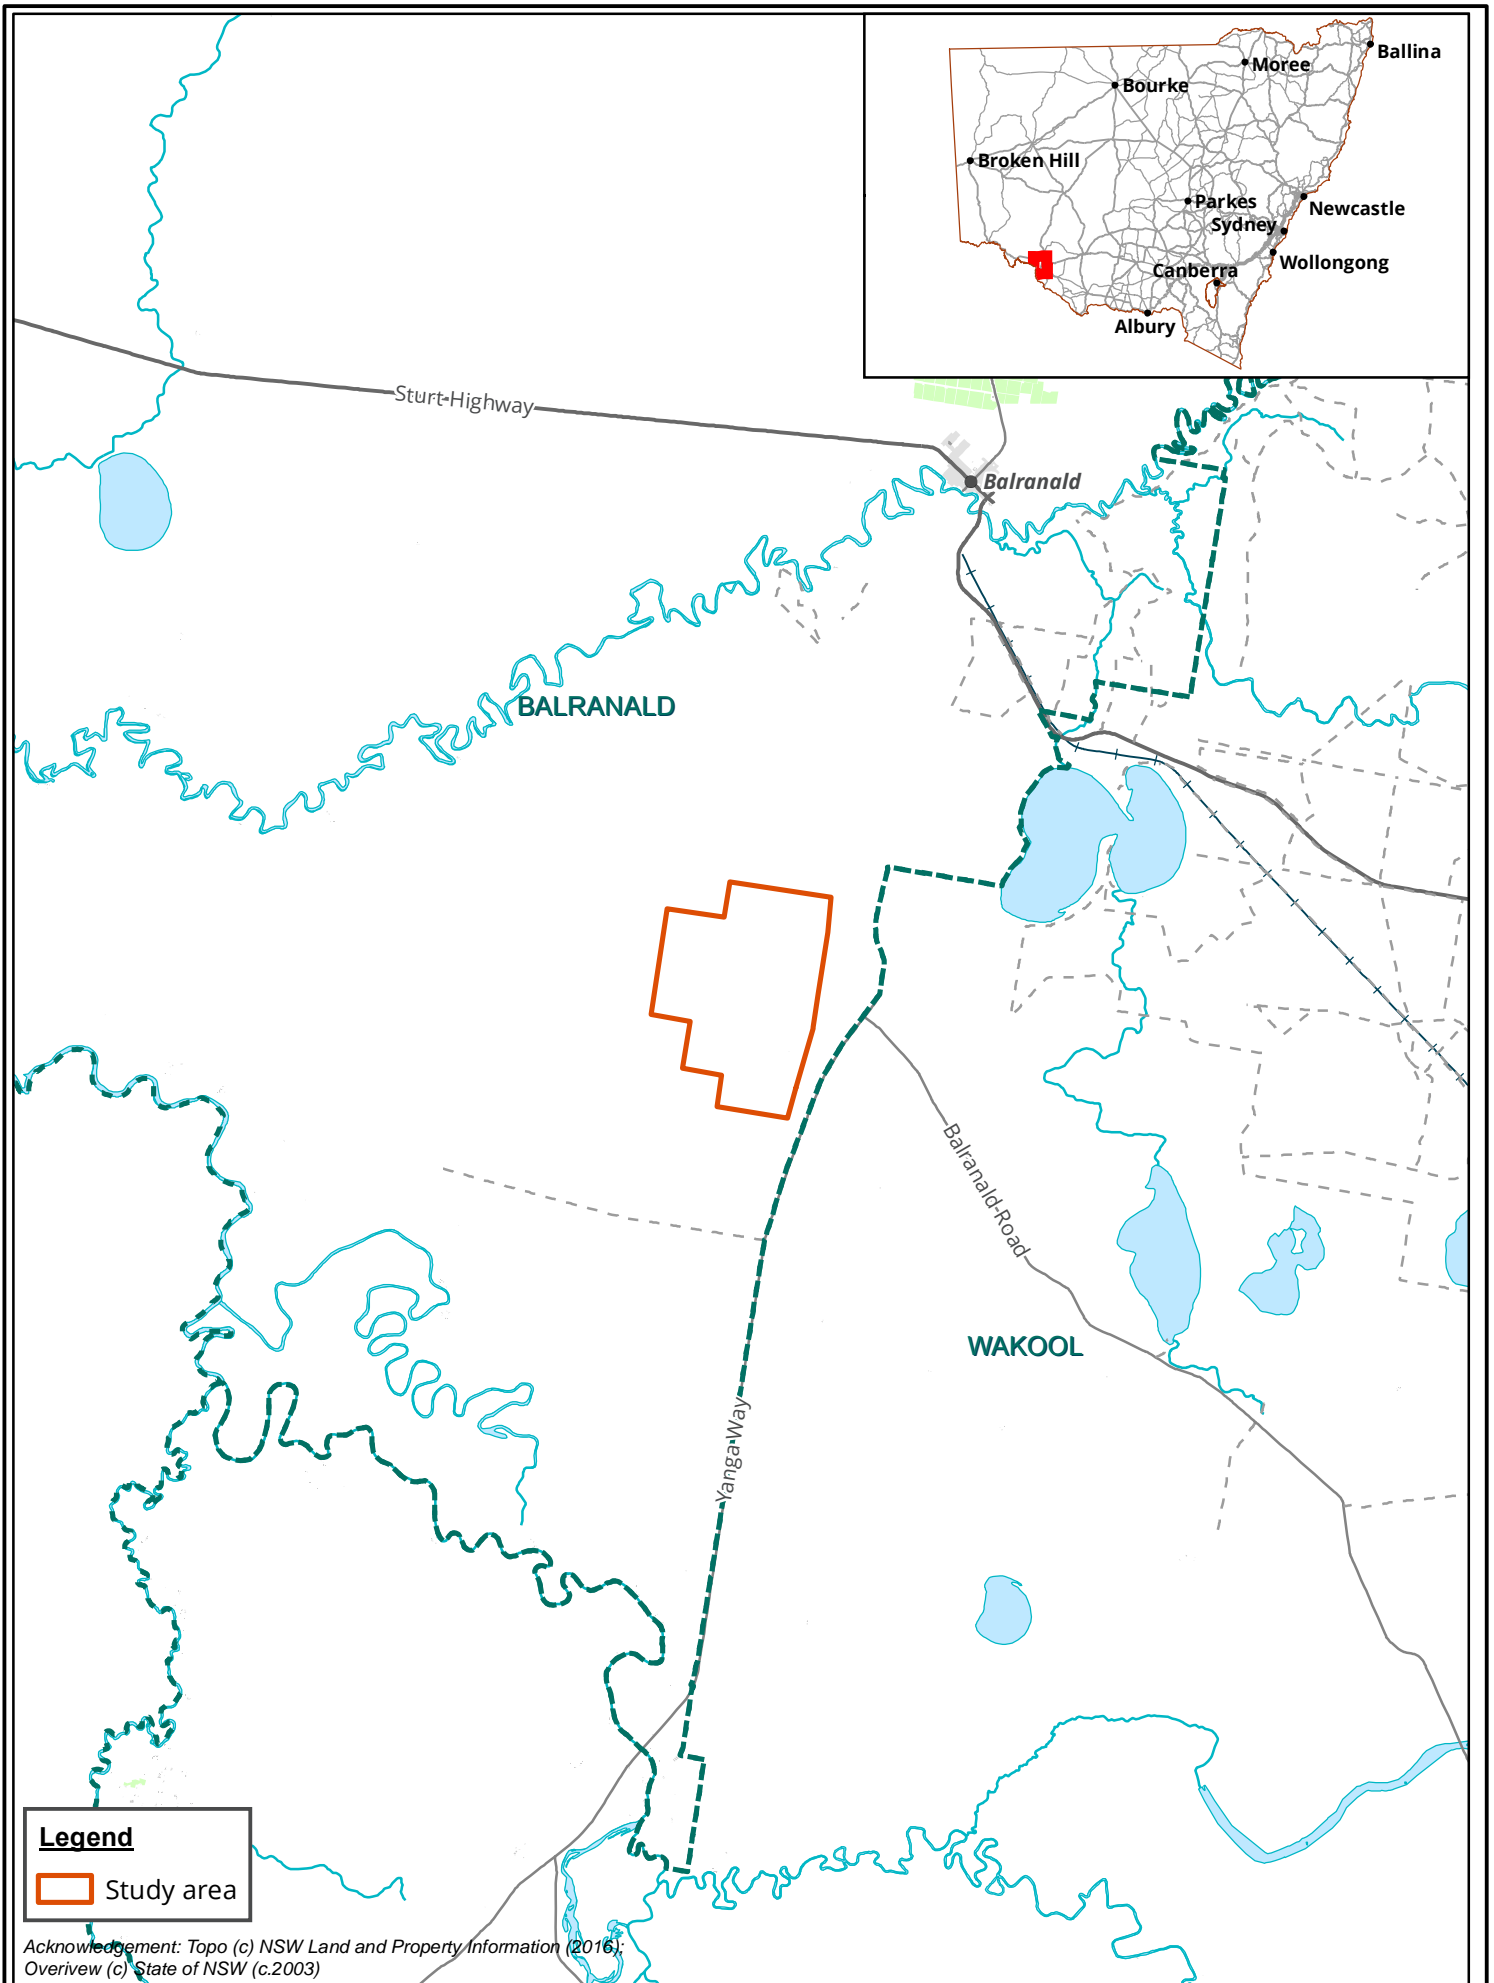 Ballina
Moree
Bourke
Broken Hill
Parkes
Newcastle
Sydney
Wollongong
Canberra
Albury
Sturt Highway
Balranald
BALRANALD
Balranald Road
WAKOOL
Yanga Way
Legend
Study area
Acknowledgement: Topo (c) NSW Land and Property Information (2016);
Overivew (c) State of NSW (c.2003)